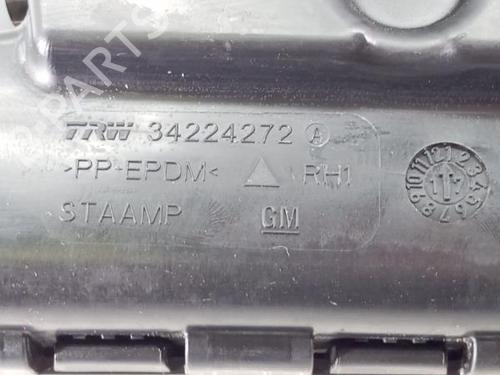 TRW 34224272 A
>PP-EPDM< RH1
STAAMP GM